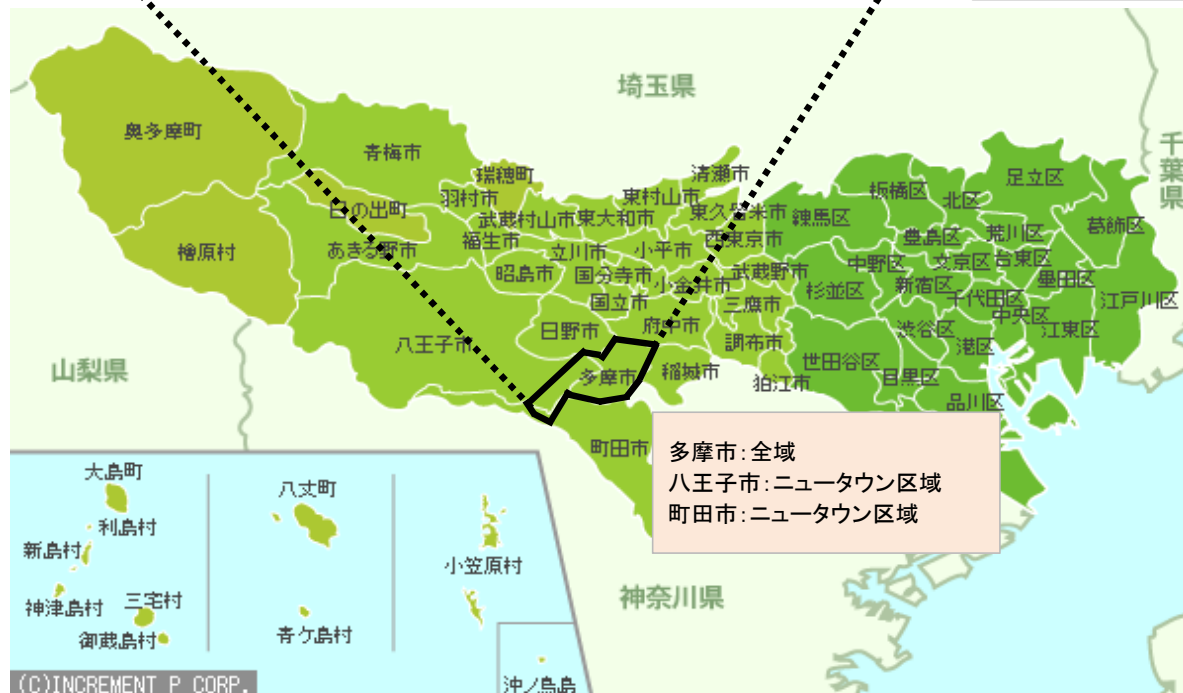 埼玉県
千葉県
奥多摩町
青梅市
瑞穂町
清瀬市
足立区
板橋区
北区
羽村市
東村山市
日の出町
武蔵村山市
東大和市
東久留米市
練馬区
葛飾区
檜原村
あきる野市
福生市
立川市
小平市
西東京市
豊島区
荒川区
昭島市
国分寺市
小金井市
武蔵野市
中野区
文京区
台東区
墨田区
国立市
三鷹市
杉並区
新宿区
千代田区
江戸川区
八王子市
日野市
府中市
調布市
渋谷区
中央区
江東区
港区
山梨県
多摩市
稲城市
狛江市
世田谷区
目黒区
品川区
町田市
多摩市：全域
八王子市：ニュータウン区域
町田市：ニュータウン区域
大島町
利島村
新島村
神津島村
三宅村
御蔵島村
八丈町
青ケ島村
小笠原村
沖ノ鳥島
神奈川県
(C)INCREMENT P CORP.